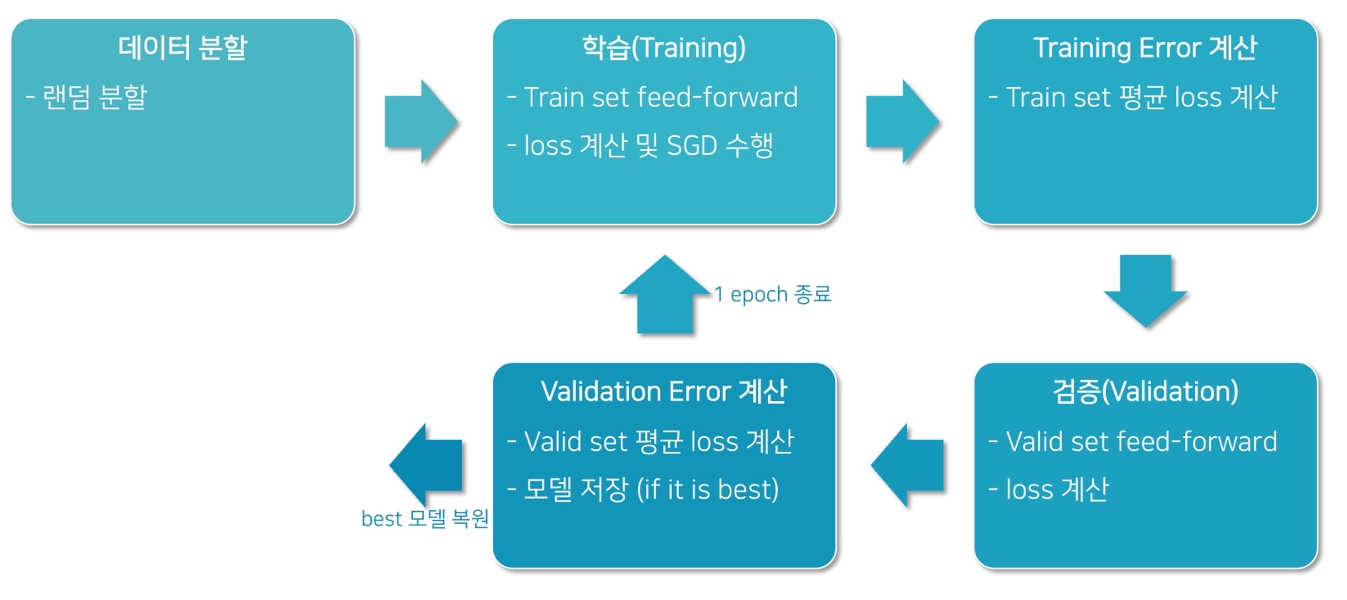 데이터 분할
- 랜덤 분할
학습(Training)
- Train set feed-forward
- loss 계산 및 SGD 수행
Training Error 계산
- Train set 평균 loss 계산
검증(Validation)
- Valid set feed-forward
- loss 계산
Validation Error 계산
- Valid set 평균 loss 계산
- 모델 저장 (if it is best)
1 epoch 종료
best 모델 복원